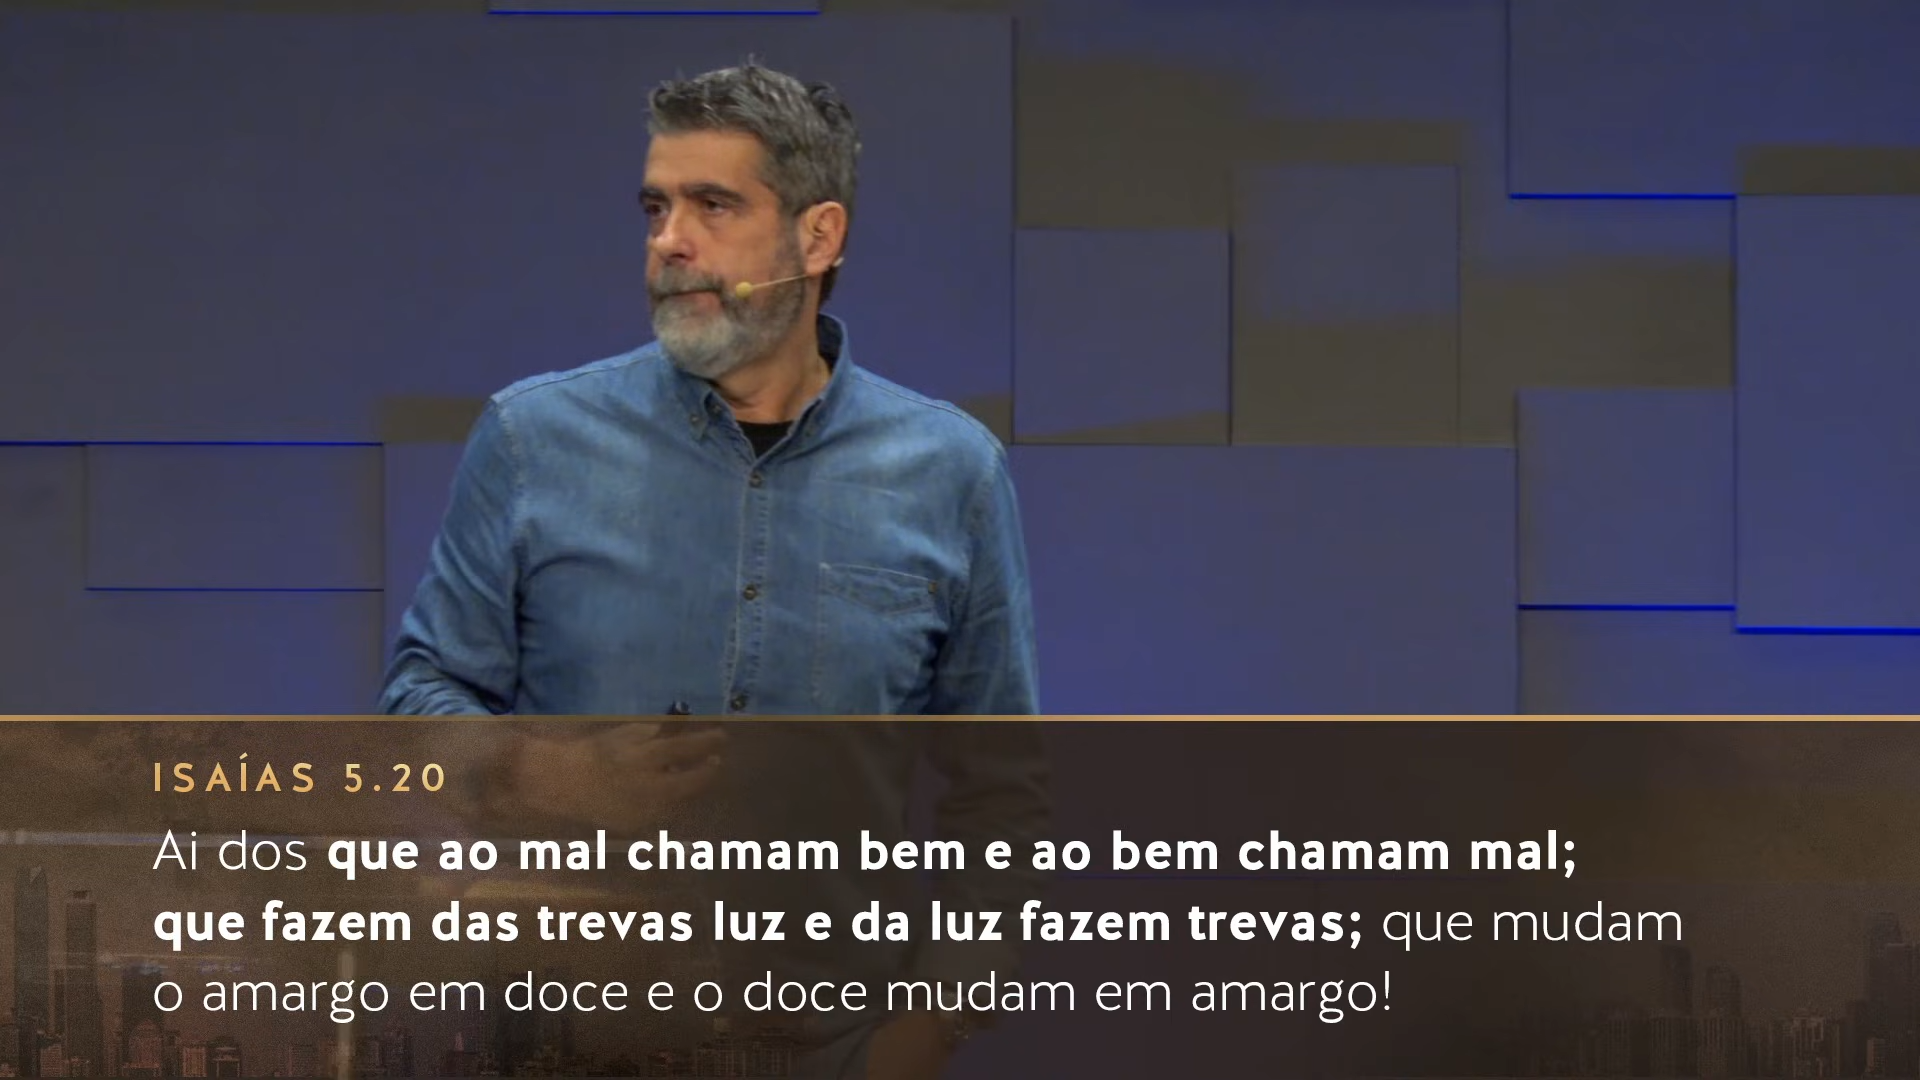 ISAÍAS 5.20
Ai dos que ao mal chamam bem e ao bem chamam mal;
que fazem das trevas luz e da luz fazem trevas; que mudam
o amargo em doce e o doce mudam em amargo!